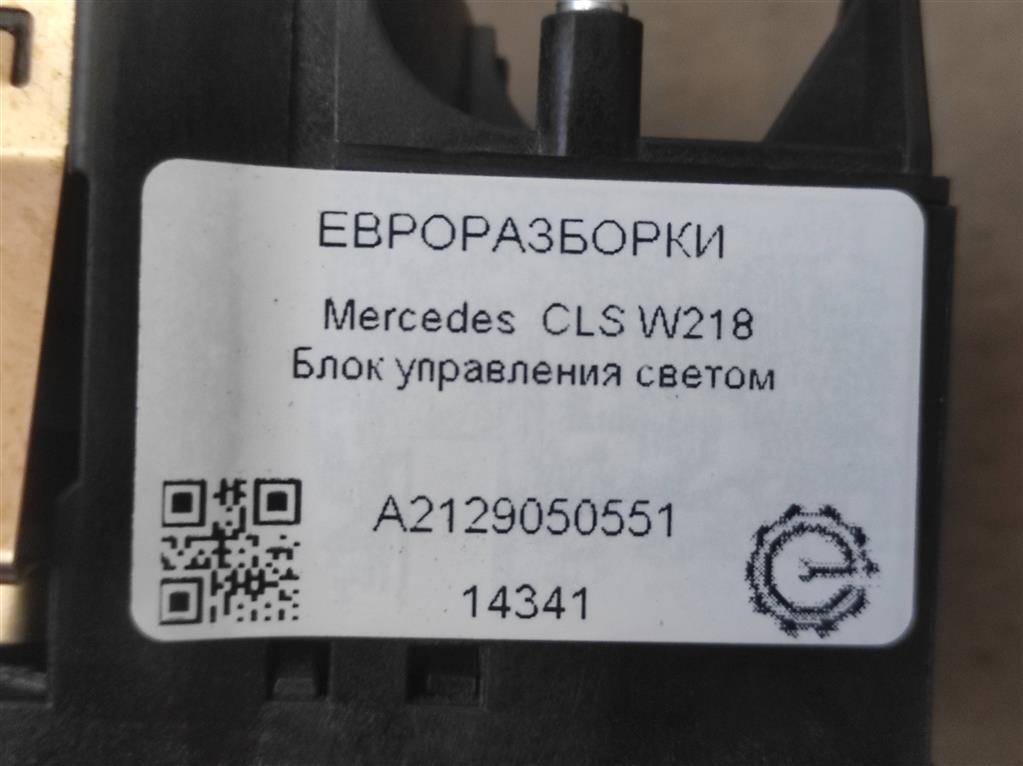 ЕВРОРАЗБОРКИ
Mercedes CLS W218
Блок управления светом
A2129050551
14341